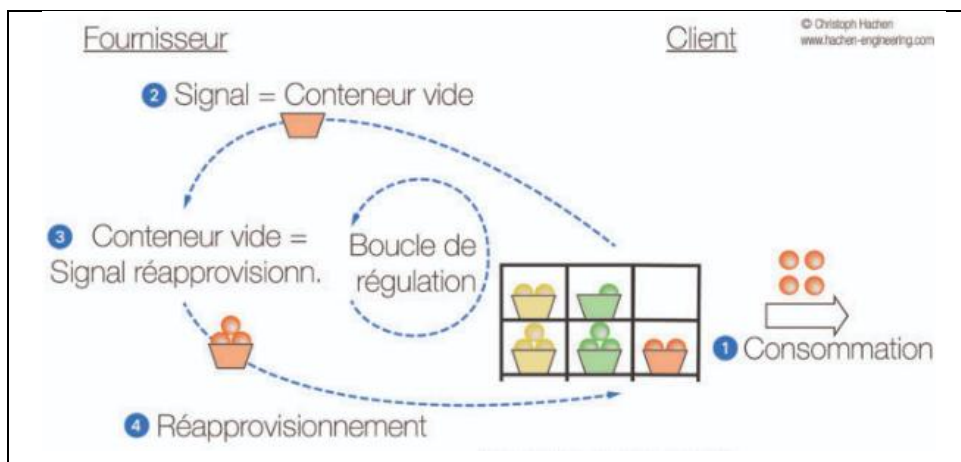 Fournisseur
Client
© Christoph Hachen
www.hachen-engineering.com
2 Signal = Conteneur vide
3 Conteneur vide =
Signal réapprovisionn.
Boucle de
régulation
1 Consommation
4 Réapprovisionnement